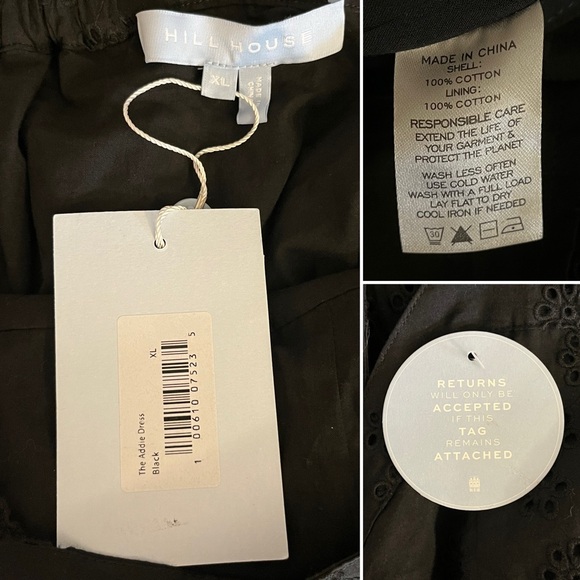 HILL HOUSE
XL
MADE IN
CHINA
The Addie Dress
XL
Black
1 00610 07523 5
MADE IN CHINA
SHELL:
100% COTTON
LINING:
100% COTTON
RESPONSIBLE CARE
EXTEND THE LIFE OF
YOUR GARMENT &
PROTECT THE PLANET
WASH LESS OFTEN
USE COLD WATER
WASH WITH A FULL LOAD
LAY FLAT TO DRY
COOL IRON IF NEEDED
30
RETURNS
WILL ONLY BE
ACCEPTED
IF THIS
TAG
REMAINS
ATTACHED